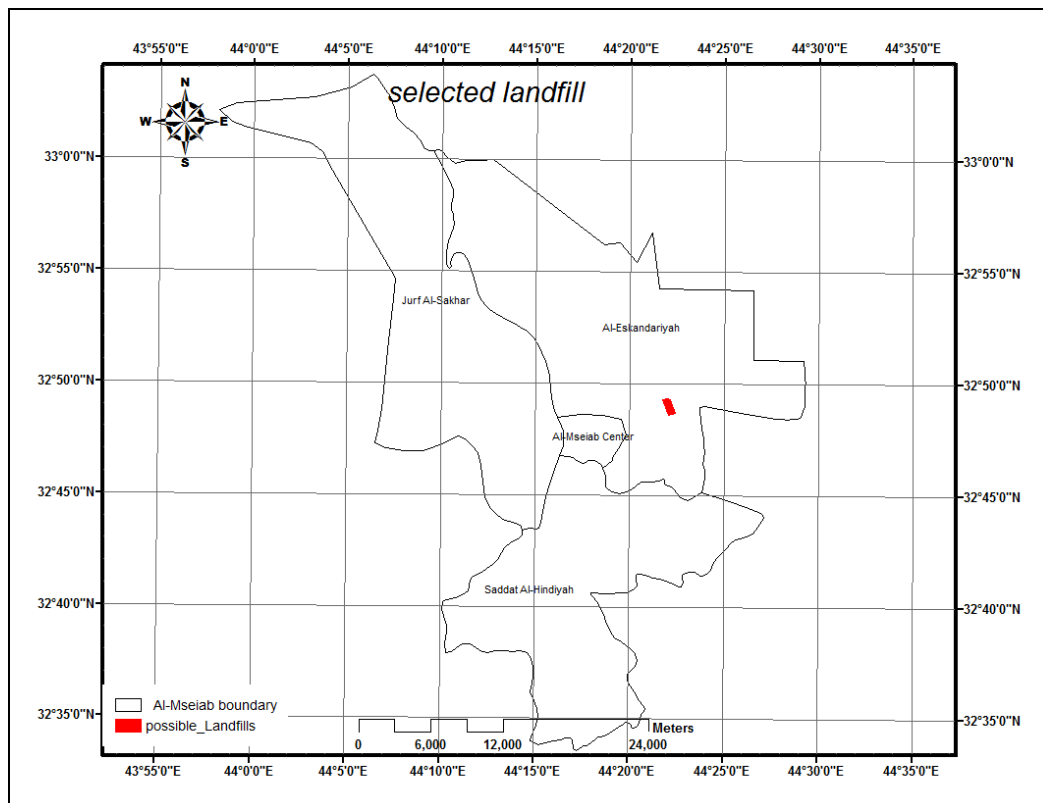 43°55'0"E 44°0'0"E 44°5'0"E 44°10'0"E 44°15'0"E 44°20'0"E 44°25'0"E 44°30'0"E 44°35'0"E
selected landfill
N
W E
S
33°0'0"N 33°0'0"N
32°55'0"N 32°55'0"N
Jurf Al-Sakhar
Al-Eskandariyah
32°50'0"N 32°50'0"N
Al-Mseiab Center
32°45'0"N 32°45'0"N
Saddat Al-Hindiyah
32°40'0"N 32°40'0"N
Al-Mseiab boundary
possible_Landfills
32°35'0"N 32°35'0"N
Meters
0 6,000 12,000 24,000
43°55'0"E 44°0'0"E 44°5'0"E 44°10'0"E 44°15'0"E 44°20'0"E 44°25'0"E 44°30'0"E 44°35'0"E